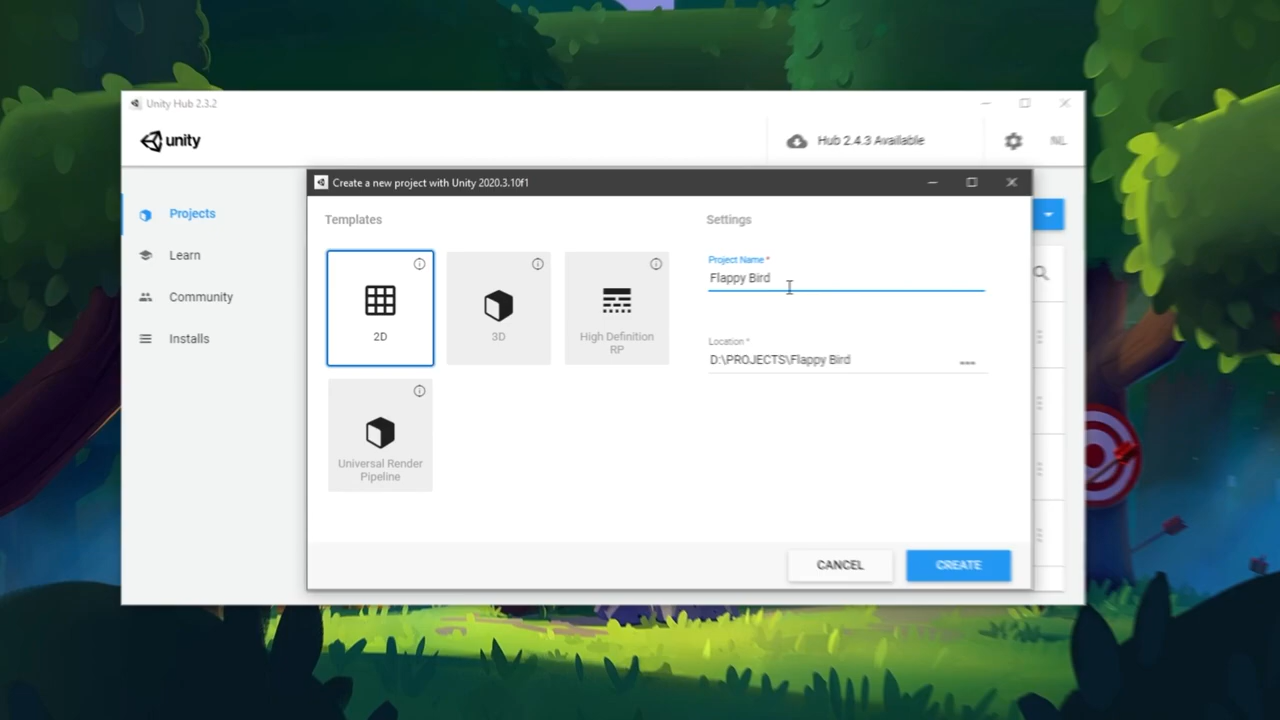 Unity Hub 2.3.2
unity
Hub 2.4.3 Available
NL
Create a new project with Unity 2020.3.10f1
Projects
Learn
Community
Installs
Templates
2D
3D
High Definition
RP
Universal Render
Pipeline
Settings
Project Name *
Flappy Bird
Location *
D:\PROJECTS\Flappy Bird
CANCEL
CREATE